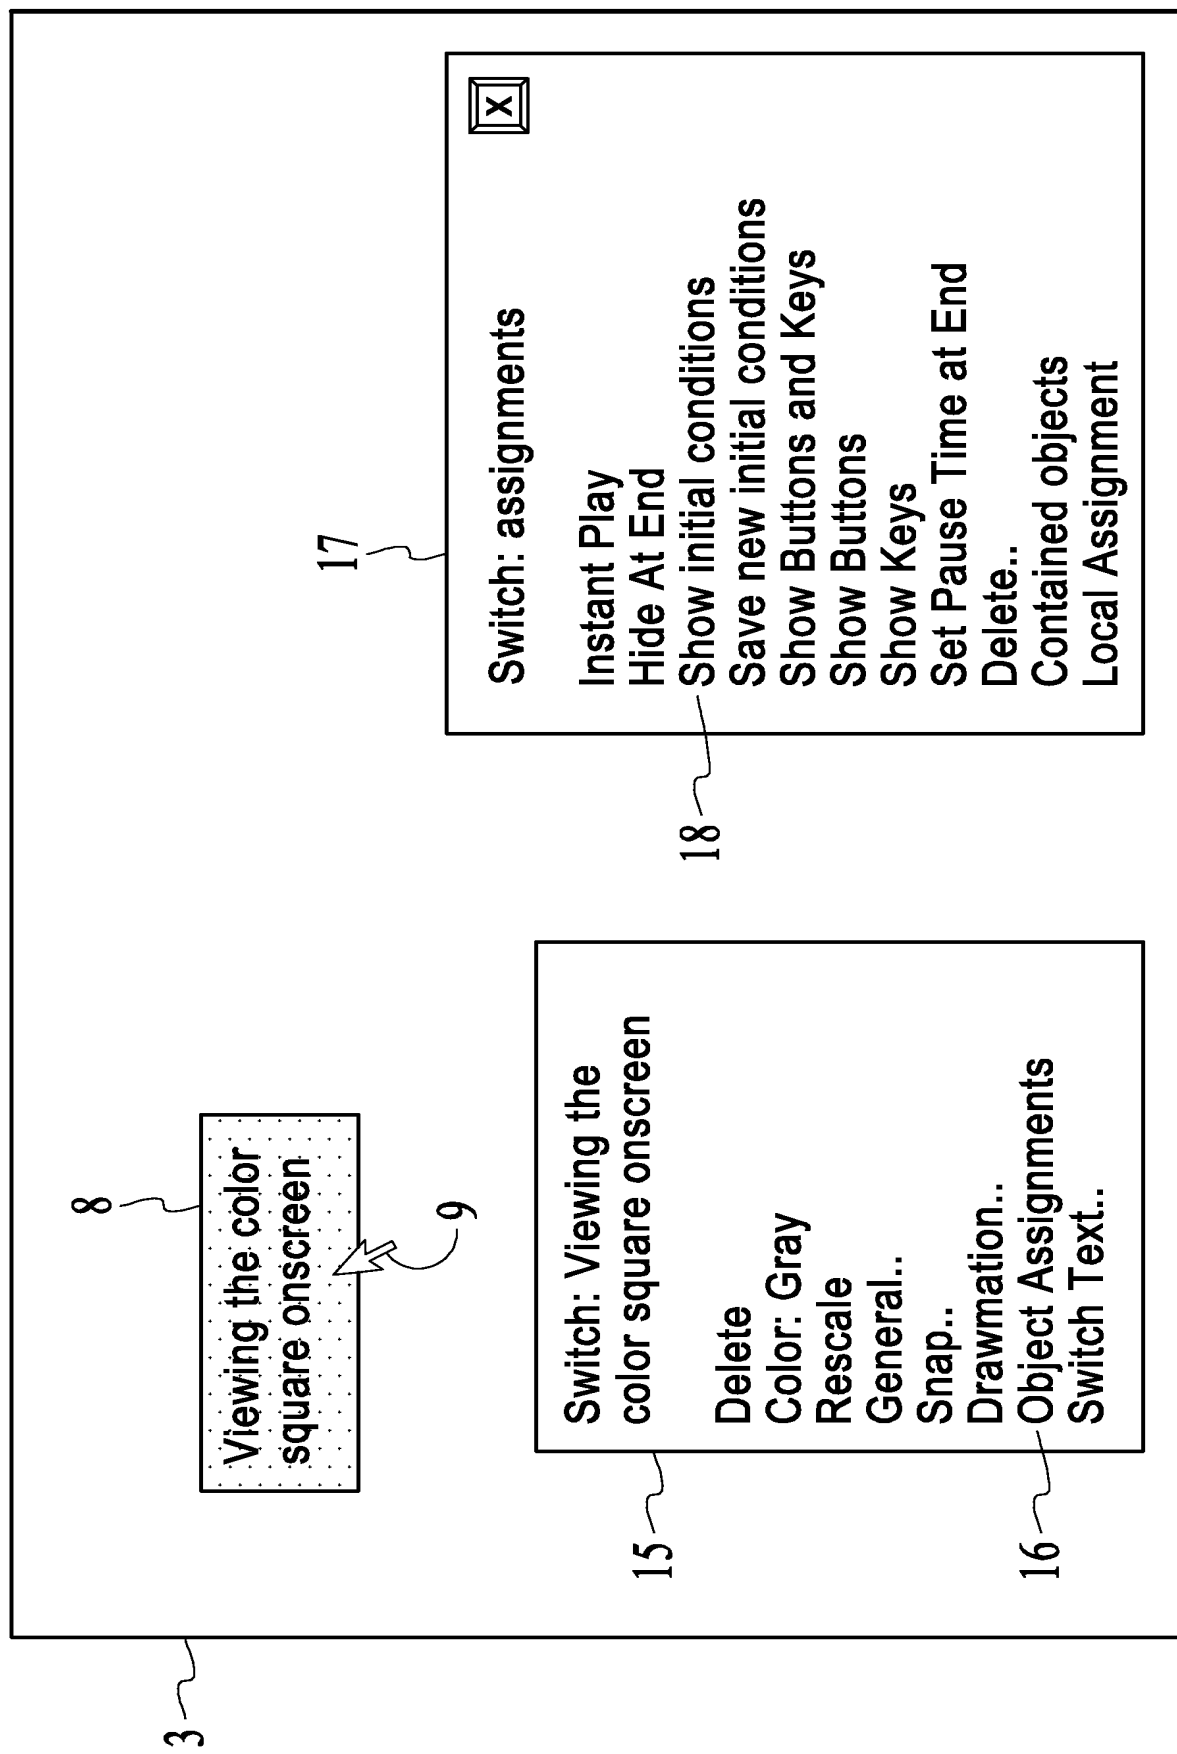 3
8
Viewing the color
square onscreen
9
15
Switch: Viewing the
color square onscreen
Delete
Color: Gray
Rescale
General..
Snap..
Drawmation..
Object Assignments
Switch Text..
16
17
X
Switch: assignments
Instant Play
Hide At End
Show initial conditions
Save new initial conditions
Show Buttons and Keys
Show Buttons
Show Keys
Set Pause Time at End
Delete..
Contained objects
Local Assignment
18